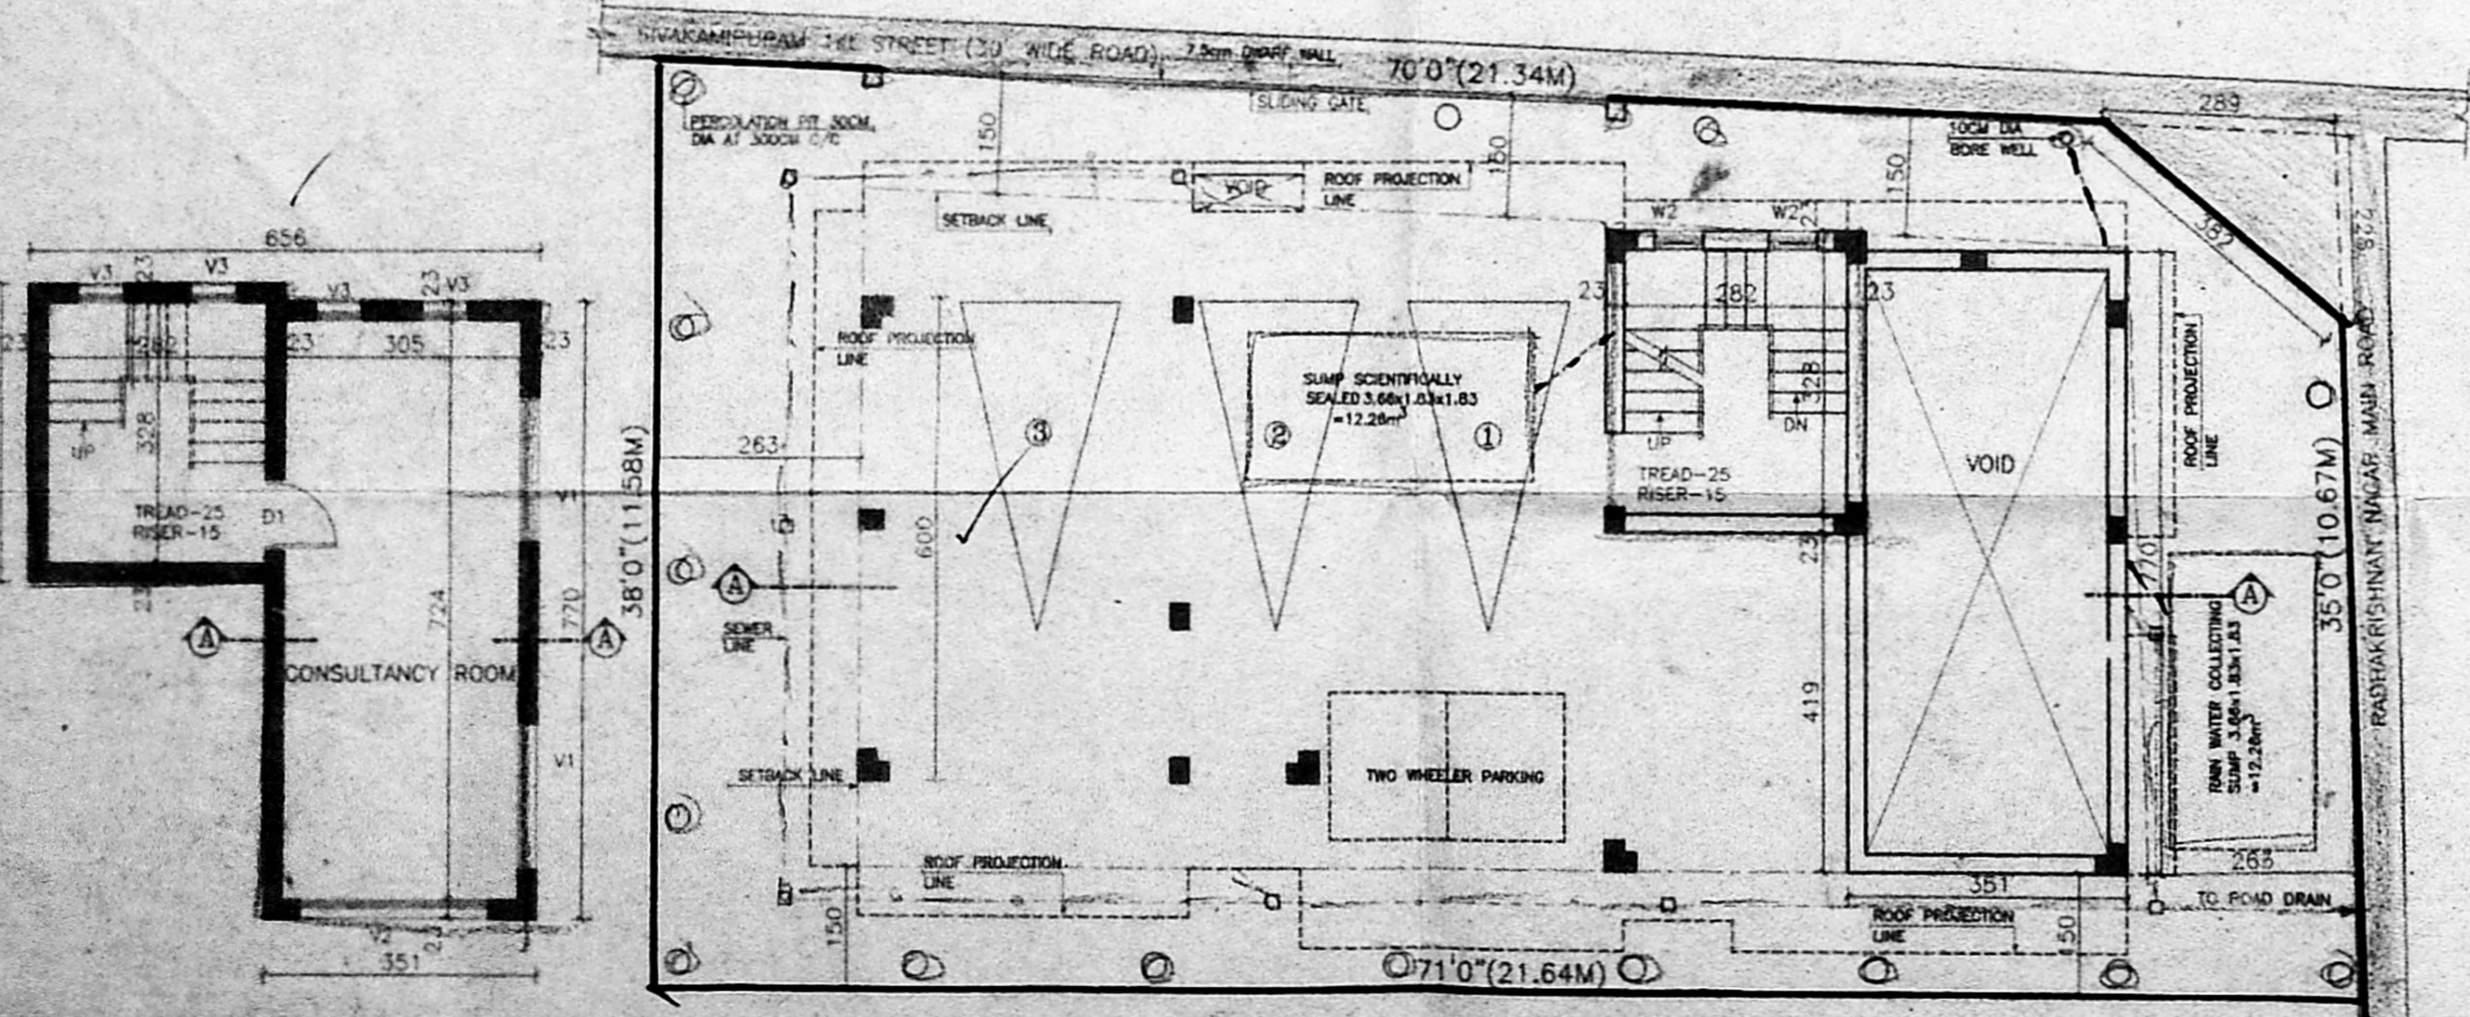 SIVAKAMIPURAM 1st STREET (30' WIDE ROAD)
7.5cm DWARF WALL
70'0"(21.34M)
SLIDING GATE
289
PERCOLATION PIT 30CM
DIA AT 300CM C/C
150
150
150
10CM DIA
BORE WELL
382
228
VOID
ROOF PROJECTION
LINE
SETBACK LINE
W2
W2
23
656
V3
23
V3
V3
23
V3
23
282
23
305
23
328
UP
TREAD-25
RISER-15
D1
V1
23
A
A
724
770
CONSULTANCY ROOM
V1
23
351
38'0"(11.58M)
ROOF PROJECTION
LINE
263
3
2
1
SUMP SCIENTIFICALLY
SEALED 3.66x1.83x1.83
=12.26m3
600
A
SEWER
LINE
SETBACK LINE
23
282
23
328
UP
DN
TREAD-25
RISER-15
23
419
VOID
ROOF PROJECTION
LINE
770
A
RAIN WATER COLLECTING
SUMP 3.66x1.83x1.83
=12.26m3
263
35'0"(10.67M)
RADHAKRISHNAN NAGAR MAIN ROAD
TWO WHEELER PARKING
ROOF PROJECTION
LINE
150
351
ROOF PROJECTION
LINE
150
TO ROAD DRAIN
71'0"(21.64M)